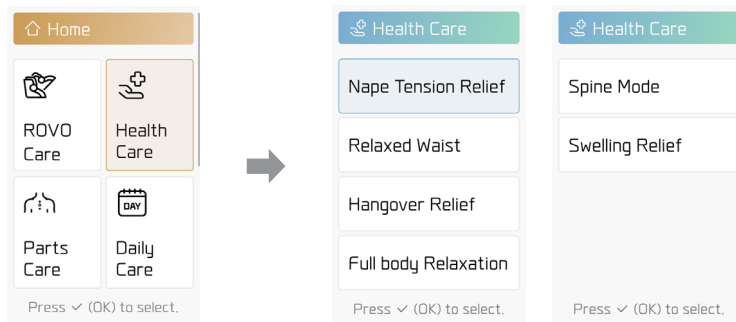 Home
ROVO
Care
Health
Care
Parts
Care
DAY
Daily
Care
Press ✓ (OK) to select.
Health Care
Nape Tension Relief
Relaxed Waist
Hangover Relief
Full body Relaxation
Press ✓ (OK) to select.
Health Care
Spine Mode
Swelling Relief
Press ✓ (OK) to select.